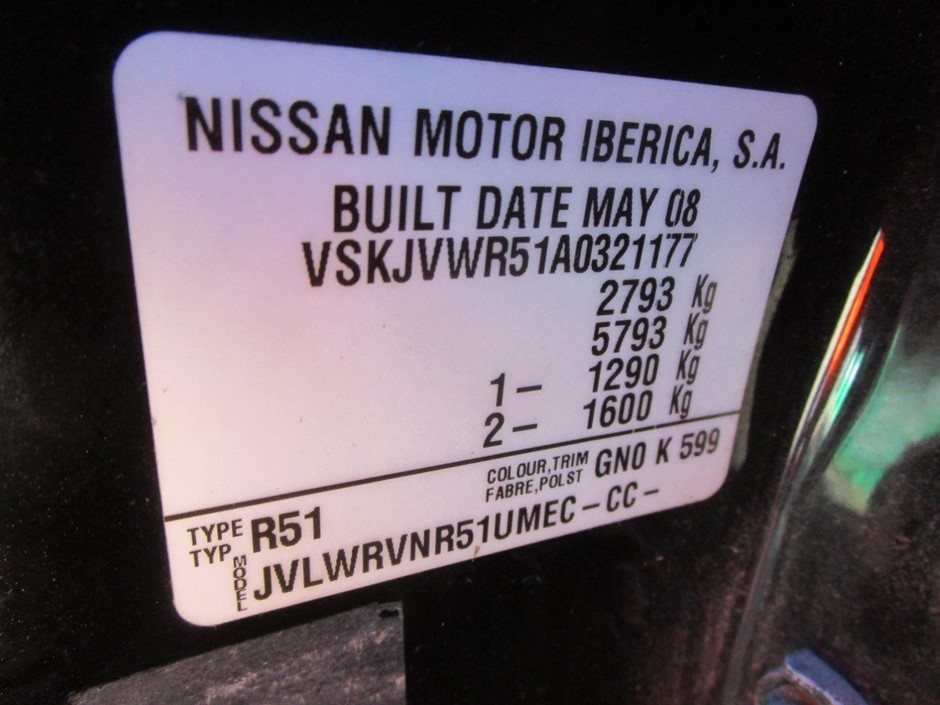 NISSAN MOTOR IBERICA, S.A.
BUILT DATE MAY 08
VSKJVWR51A0321177
2793 Kg
5793 Kg
1- 1290 Kg
2- 1600 Kg
COLOUR,TRIM GN0 K 599
FABRE,POLST
TYPE R51
TYP
MODEL JVLWRVNR51UMEC-CC-